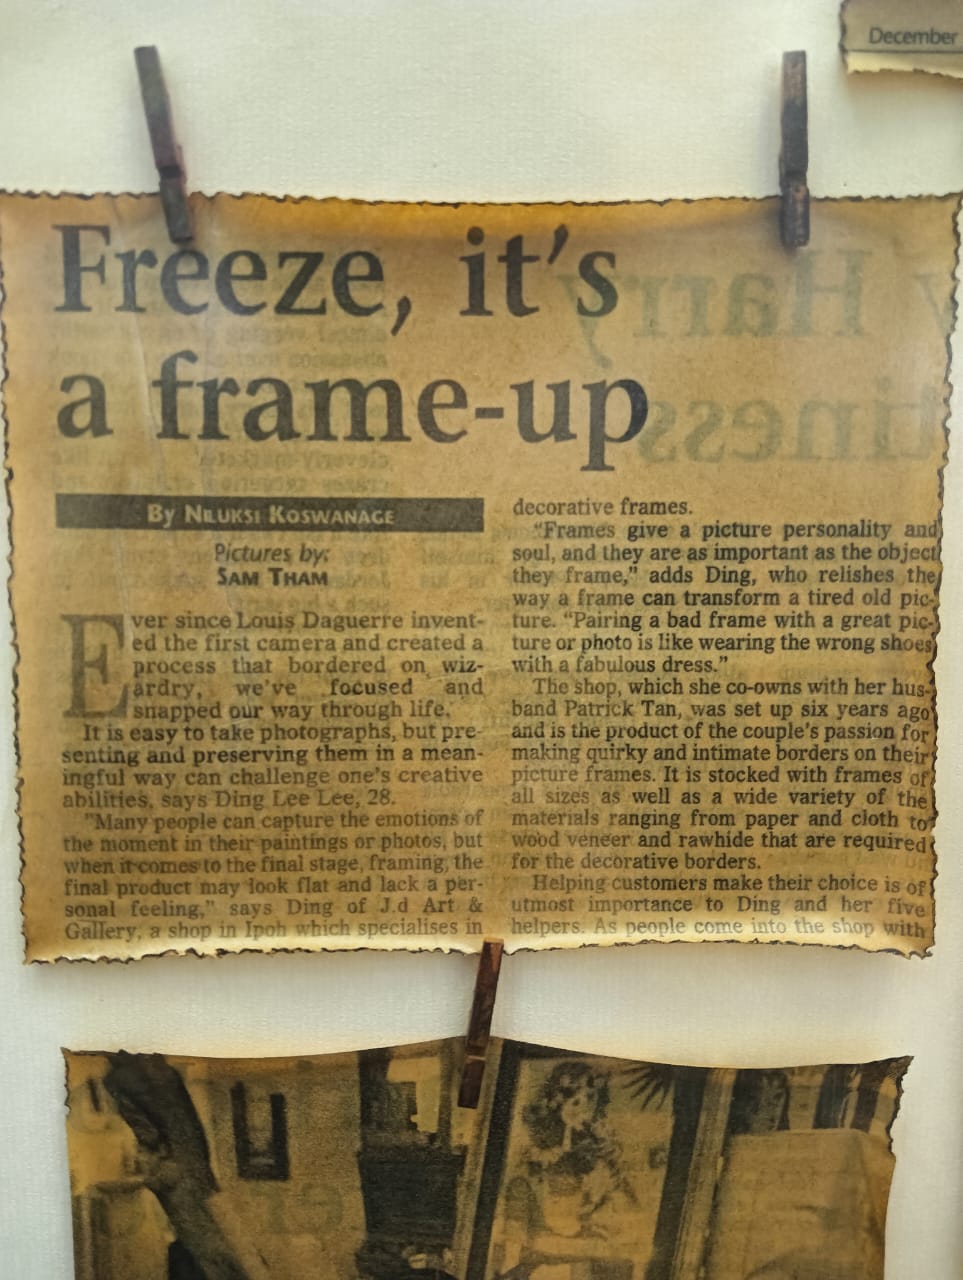 December
Freeze, it's
a frame-up
By NILUKSI KOSWANAGE
Pictures by:
SAM THAM
Ever since Louis Daguerre invent-
ed the first camera and created a
process that bordered on wiz-
ardry, we've focused and
snapped our way through life.
It is easy to take photographs, but pre-
senting and preserving them in a mean-
ingful way can challenge one's creative
abilities, says Ding Lee Lee, 28.
"Many people can capture the emotions of
the moment in their paintings or photos, but
when it comes to the final stage, framing, the
final product may look flat and lack a per-
sonal feeling," says Ding of J.d Art &
Gallery, a shop in Ipoh which specialises in
decorative frames.
"Frames give a picture personality and
soul, and they are as important as the object
they frame," adds Ding, who relishes the
way a frame can transform a tired old pic-
ture. "Pairing a bad frame with a great pic-
ture or photo is like wearing the wrong shoes
with a fabulous dress."
The shop, which she co-owns with her hus-
band Patrick Tan, was set up six years ago
and is the product of the couple's passion for
making quirky and intimate borders on their
picture frames. It is stocked with frames of
all sizes as well as a wide variety of the
materials ranging from paper and cloth to
wood veneer and rawhide that are required
for the decorative borders.
Helping customers make their choice is of
utmost importance to Ding and her five
helpers. As people come into the shop with